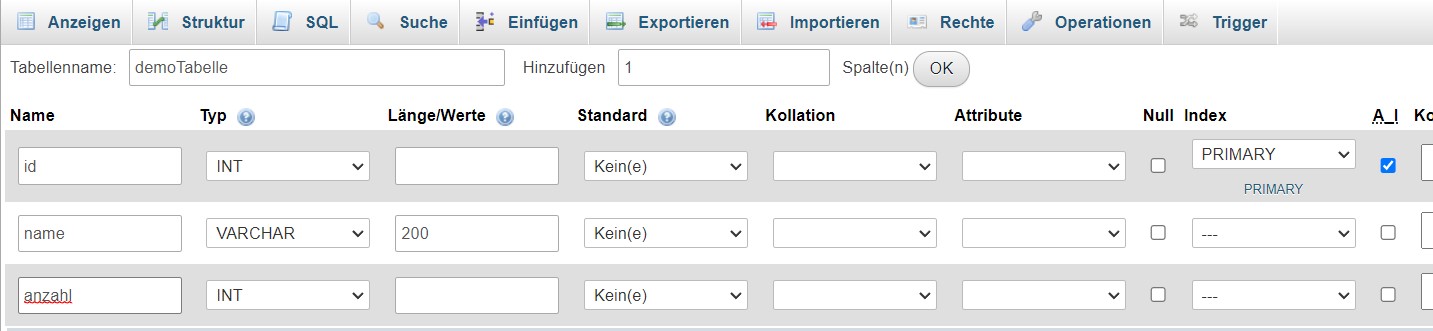 Anzeigen Struktur SQL Suche Einfügen Exportieren Importieren Rechte Operationen Trigger
Tabellenname: demoTabelle Hinzufügen 1 Spalte(n) OK
Name Typ Länge/Werte Standard Kollation Attribute Null Index A_I Ko
id INT Kein(e) PRIMARY
PRIMARY
name VARCHAR 200 Kein(e) ---
anzahl INT Kein(e) ---